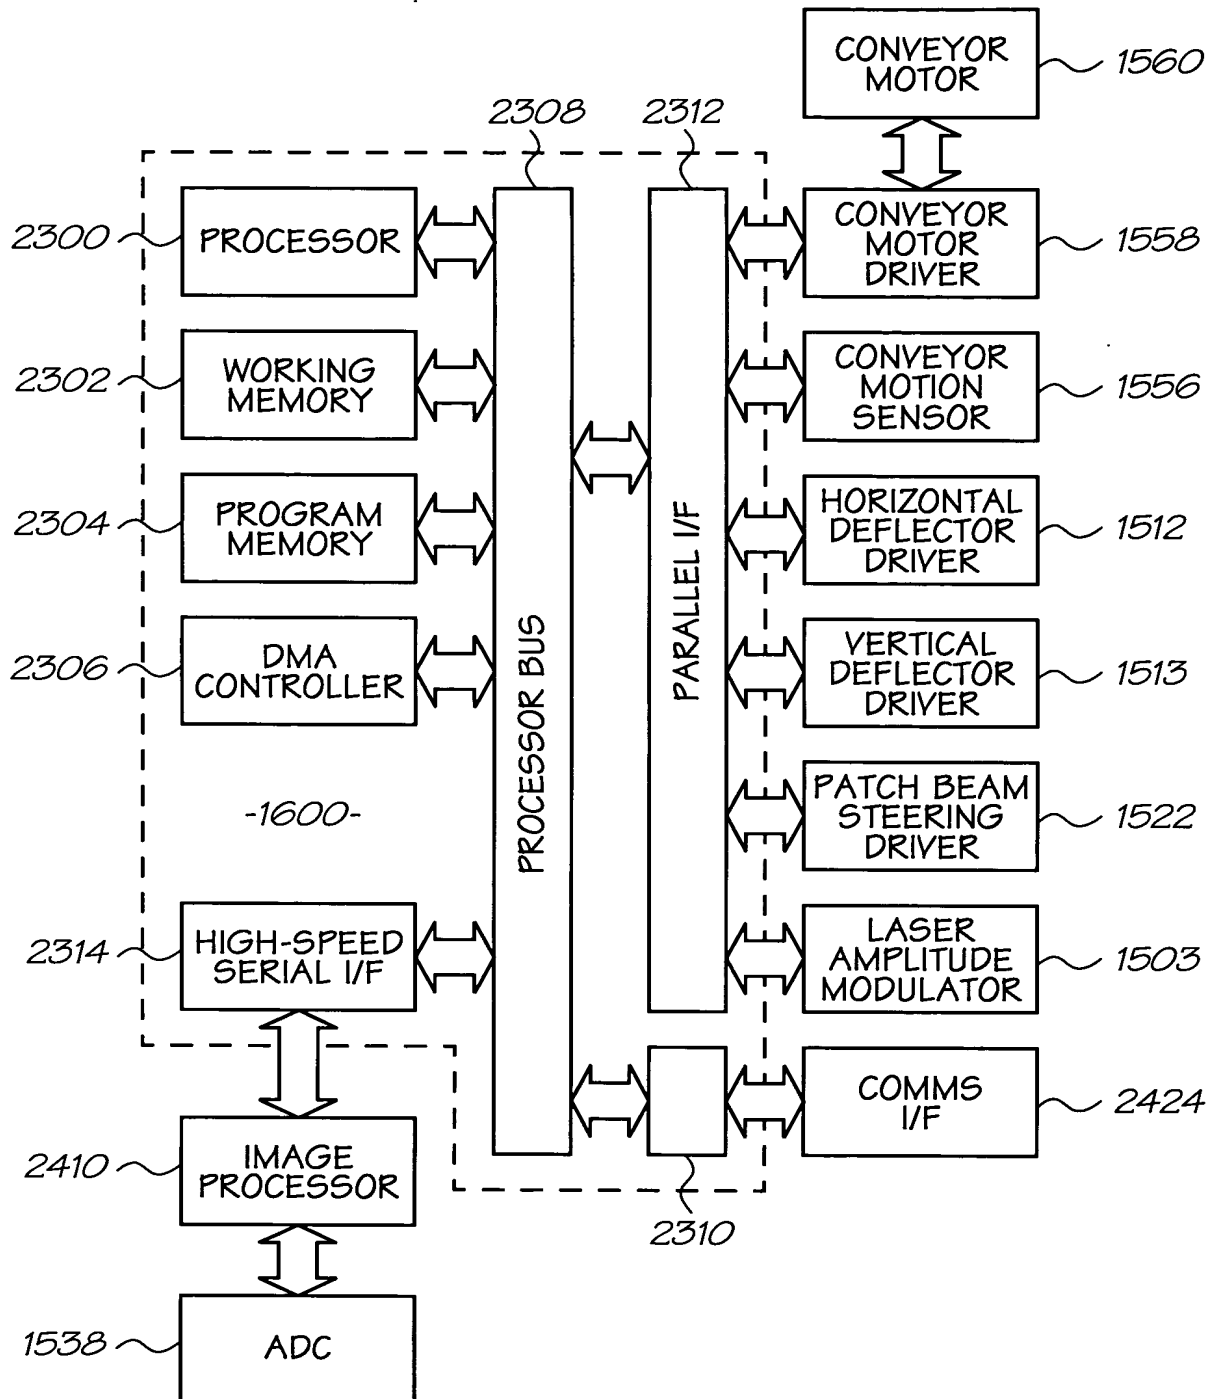 CONVEYOR
MOTOR
1560
2308
2312
2300
PROCESSOR
CONVEYOR
MOTOR
DRIVER
1558
2302
WORKING
MEMORY
CONVEYOR
MOTION
SENSOR
1556
2304
PROGRAM
MEMORY
HORIZONTAL
DEFLECTOR
DRIVER
1512
2306
DMA
CONTROLLER
PROCESSOR BUS
PARALLEL I/F
VERTICAL
DEFLECTOR
DRIVER
1513
-1600-
PATCH BEAM
STEERING
DRIVER
1522
2314
HIGH-SPEED
SERIAL I/F
LASER
AMPLITUDE
MODULATOR
1503
COMMS
I/F
2424
2410
IMAGE
PROCESSOR
2310
1538
ADC